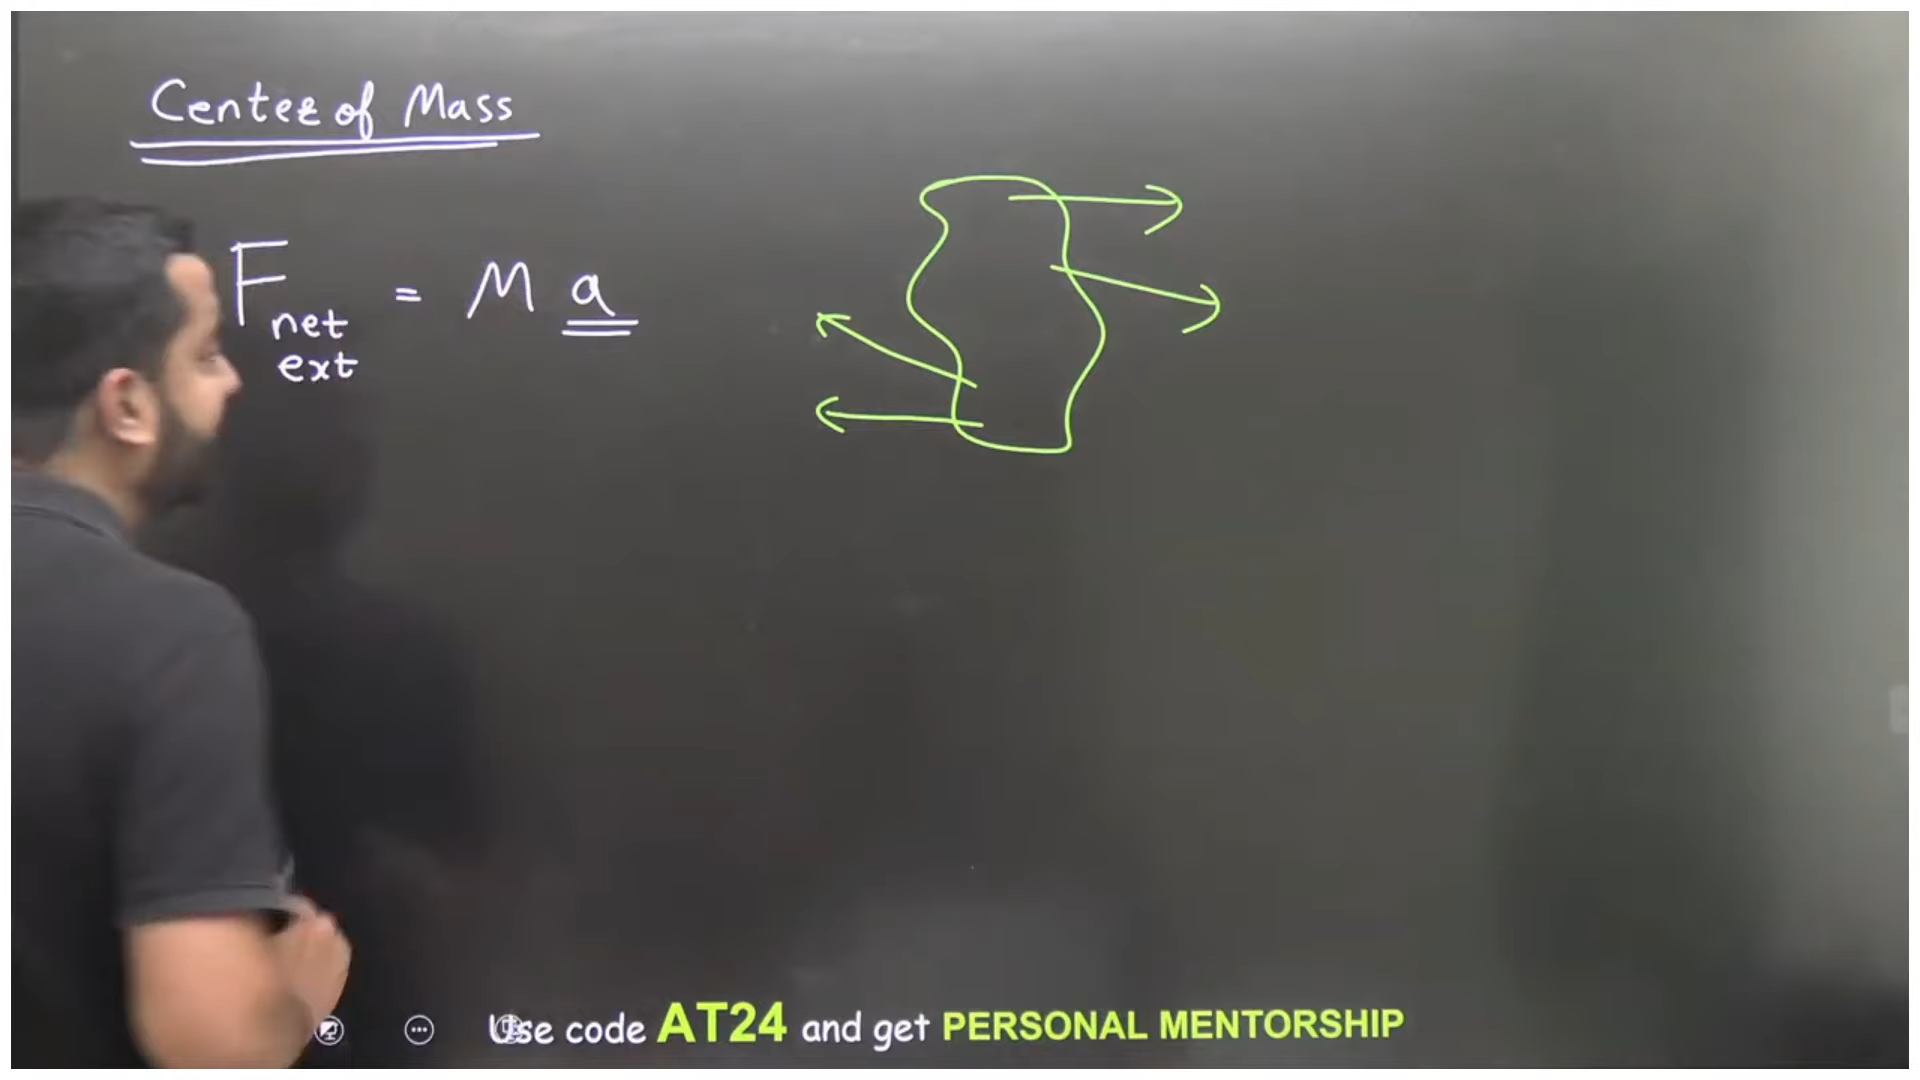 Center of Mass
F net ext = M a
Use code AT24 and get PERSONAL MENTORSHIP